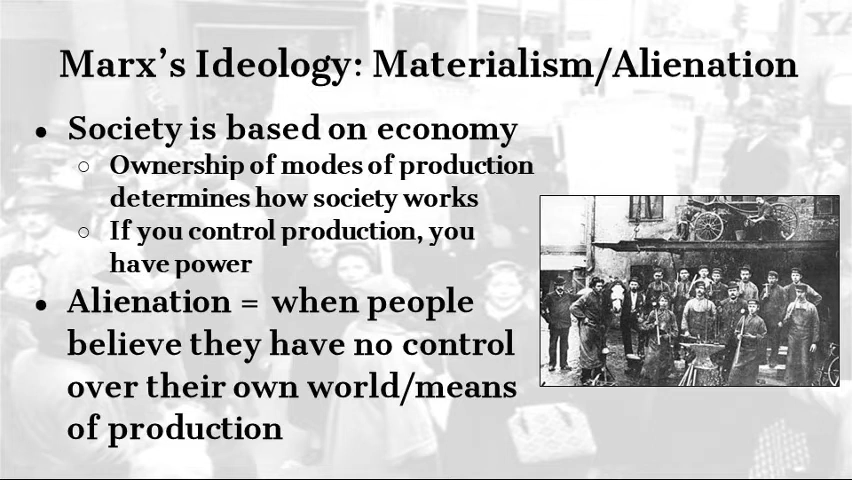 Marx's Ideology: Materialism/Alienation
● Society is based on economy
○ Ownership of modes of production
determines how society works
○ If you control production, you
have power
● Alienation = when people
believe they have no control
over their own world/means
of production